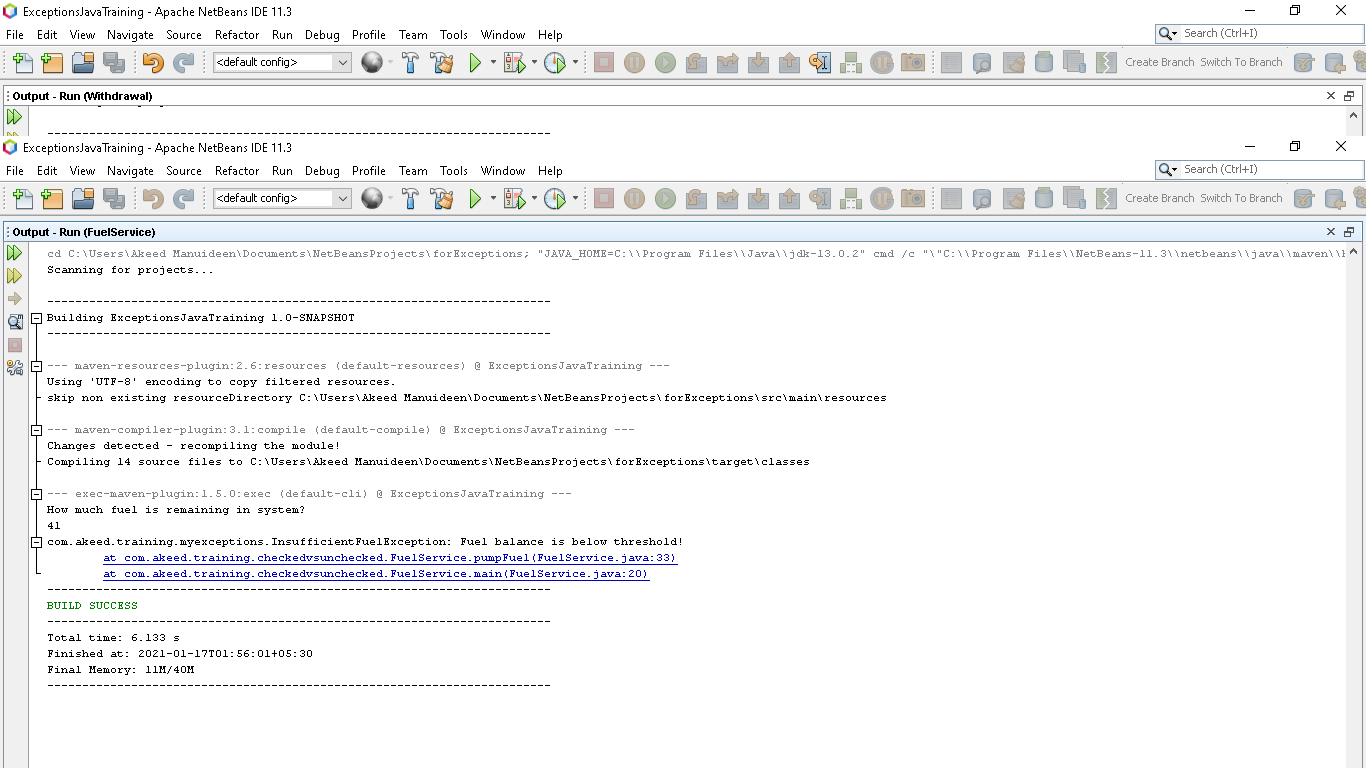 ExceptionsJavaTraining - Apache NetBeans IDE 11.3
File Edit View Navigate Source Refactor Run Debug Profile Team Tools Window Help
Search (Ctrl+I)
<default config>
Create Branch Switch To Branch
Output - Run (Withdrawal)
------------------------------------------------------------------------
ExceptionsJavaTraining - Apache NetBeans IDE 11.3
File Edit View Navigate Source Refactor Run Debug Profile Team Tools Window Help
Search (Ctrl+I)
<default config>
Create Branch Switch To Branch
Output - Run (FuelService)
cd C:\Users\Akeed Manuideen\Documents\NetBeansProjects\forExceptions; "JAVA_HOME=C:\\Program Files\\Java\\jdk-13.0.2" cmd /c "\"C:\\Program Files\\NetBeans-11.3\\netbeans\\java\\maven\\
Scanning for projects...
------------------------------------------------------------------------
Building ExceptionsJavaTraining 1.0-SNAPSHOT
------------------------------------------------------------------------
--- maven-resources-plugin:2.6:resources (default-resources) @ ExceptionsJavaTraining ---
Using 'UTF-8' encoding to copy filtered resources.
skip non existing resourceDirectory C:\Users\Akeed Manuideen\Documents\NetBeansProjects\forExceptions\src\main\resources
--- maven-compiler-plugin:3.1:compile (default-compile) @ ExceptionsJavaTraining ---
Changes detected - recompiling the module!
Compiling 14 source files to C:\Users\Akeed Manuideen\Documents\NetBeansProjects\forExceptions\target\classes
--- exec-maven-plugin:1.5.0:exec (default-cli) @ ExceptionsJavaTraining ---
How much fuel is remaining in system?
41
com.akeed.training.myexceptions.InsufficientFuelException: Fuel balance is below threshold!
at com.akeed.training.checkedvsunchecked.FuelService.pumpFuel(FuelService.java:33)
at com.akeed.training.checkedvsunchecked.FuelService.main(FuelService.java:20)
------------------------------------------------------------------------
BUILD SUCCESS
------------------------------------------------------------------------
Total time: 6.133 s
Finished at: 2021-01-17T01:56:01+05:30
Final Memory: 11M/40M
------------------------------------------------------------------------